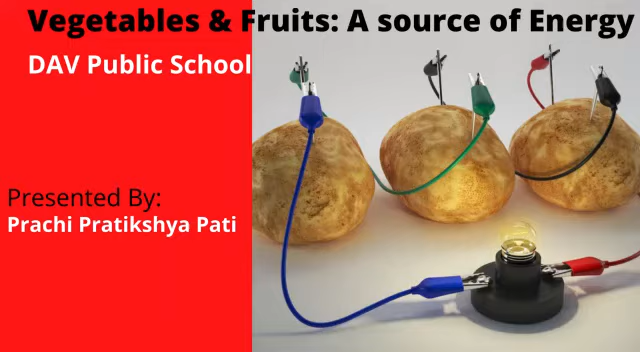 Vegetables & Fruits: A source of Energy
DAV Public School
Presented By:
Prachi Pratikshya Pati